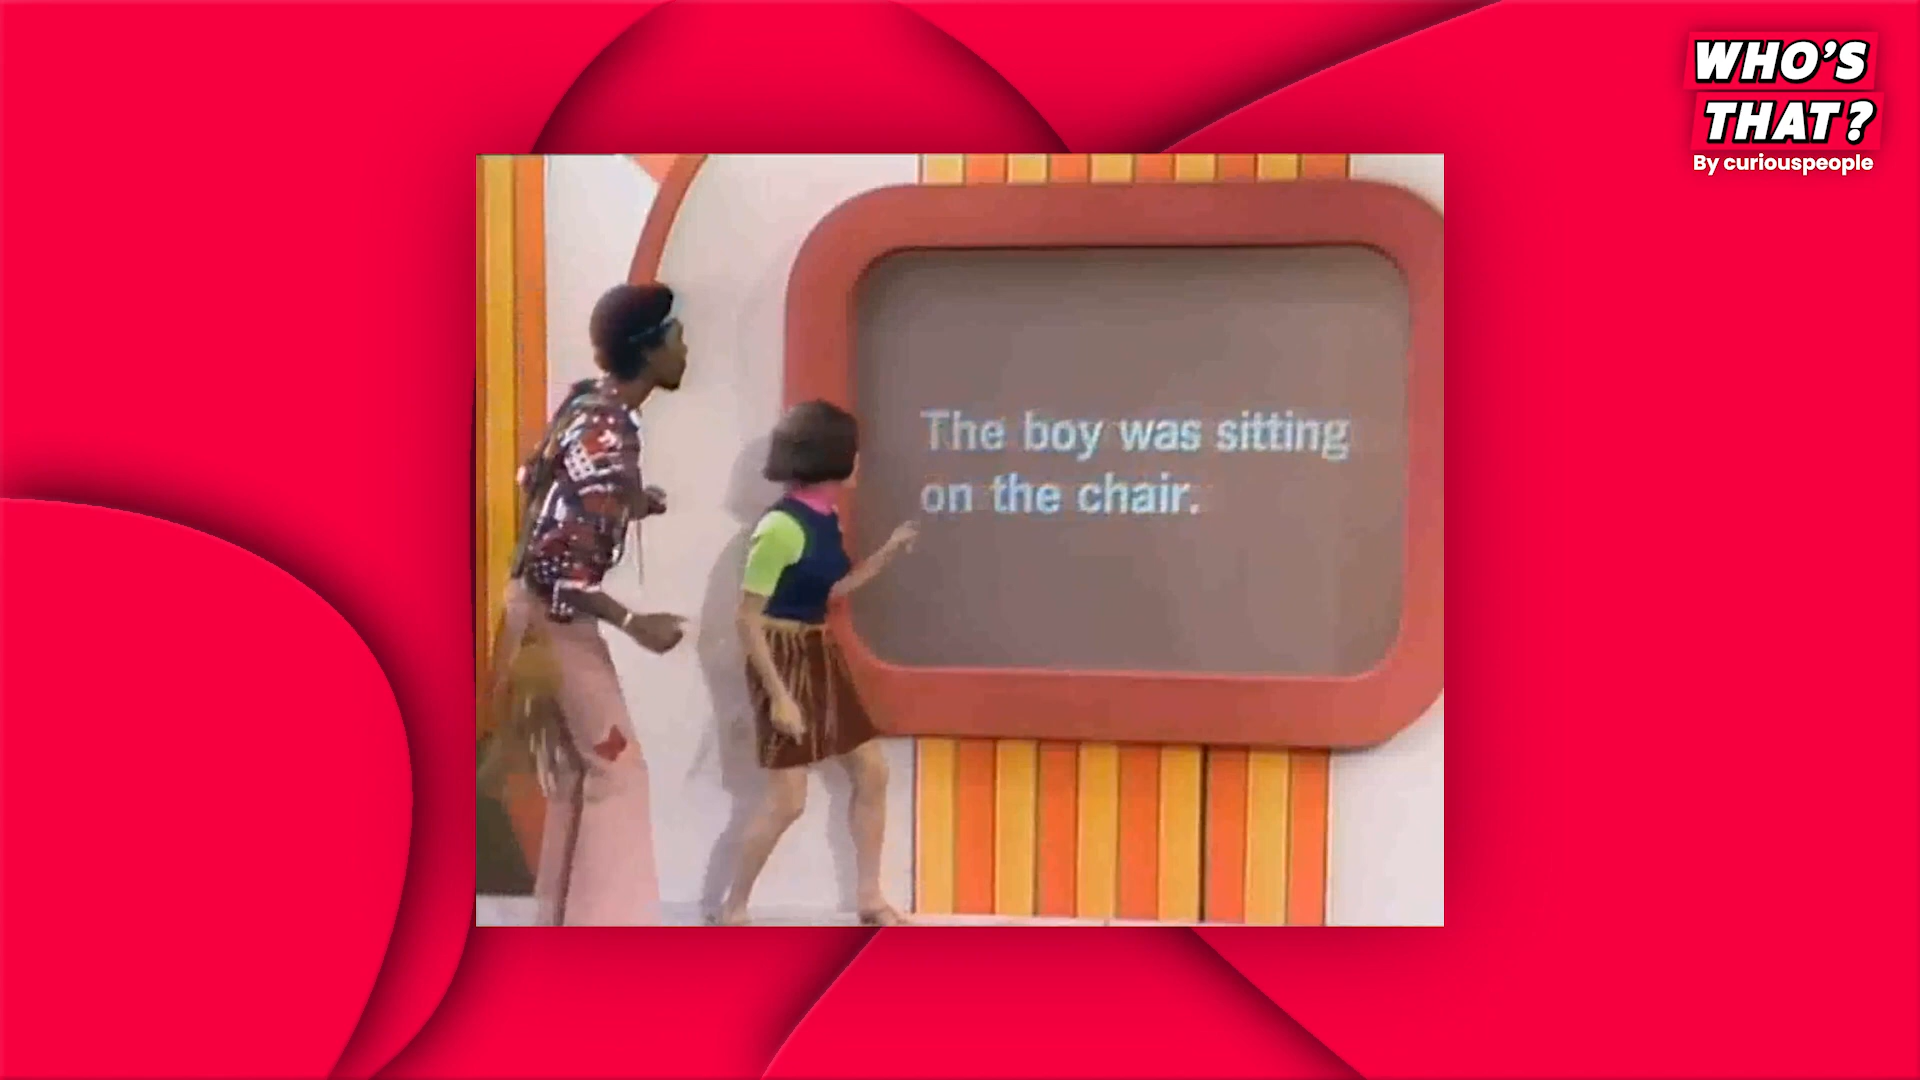 WHO'S
THAT?
By curiouspeople
The boy was sitting
on the chair.